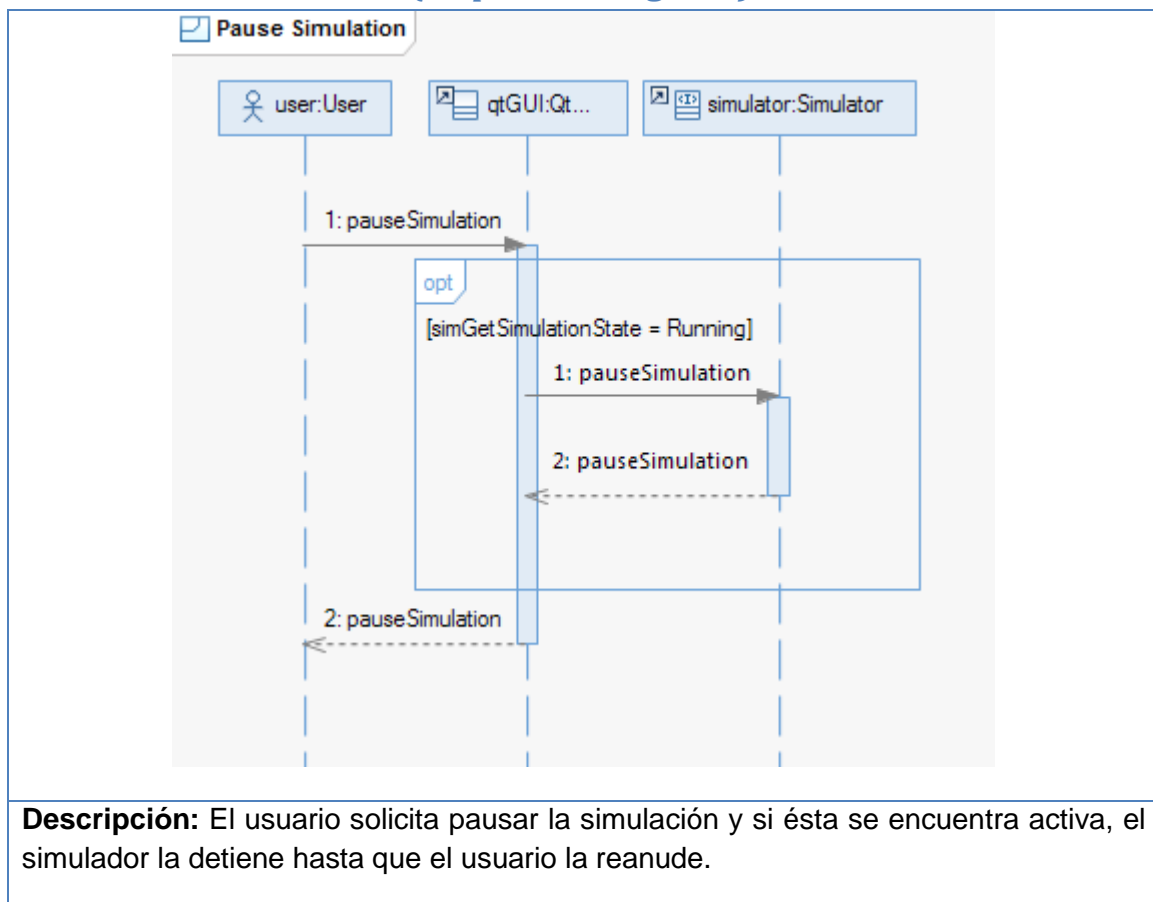 Pause Simulation
user:User
qtGUI:Qt...
simulator:Simulator
1: pauseSimulation
opt
[simGetSimulationState = Running]
1: pauseSimulation
2: pauseSimulation
2: pauseSimulation
Descripción: El usuario solicita pausar la simulación y si ésta se encuentra activa, el
simulador la detiene hasta que el usuario la reanude.